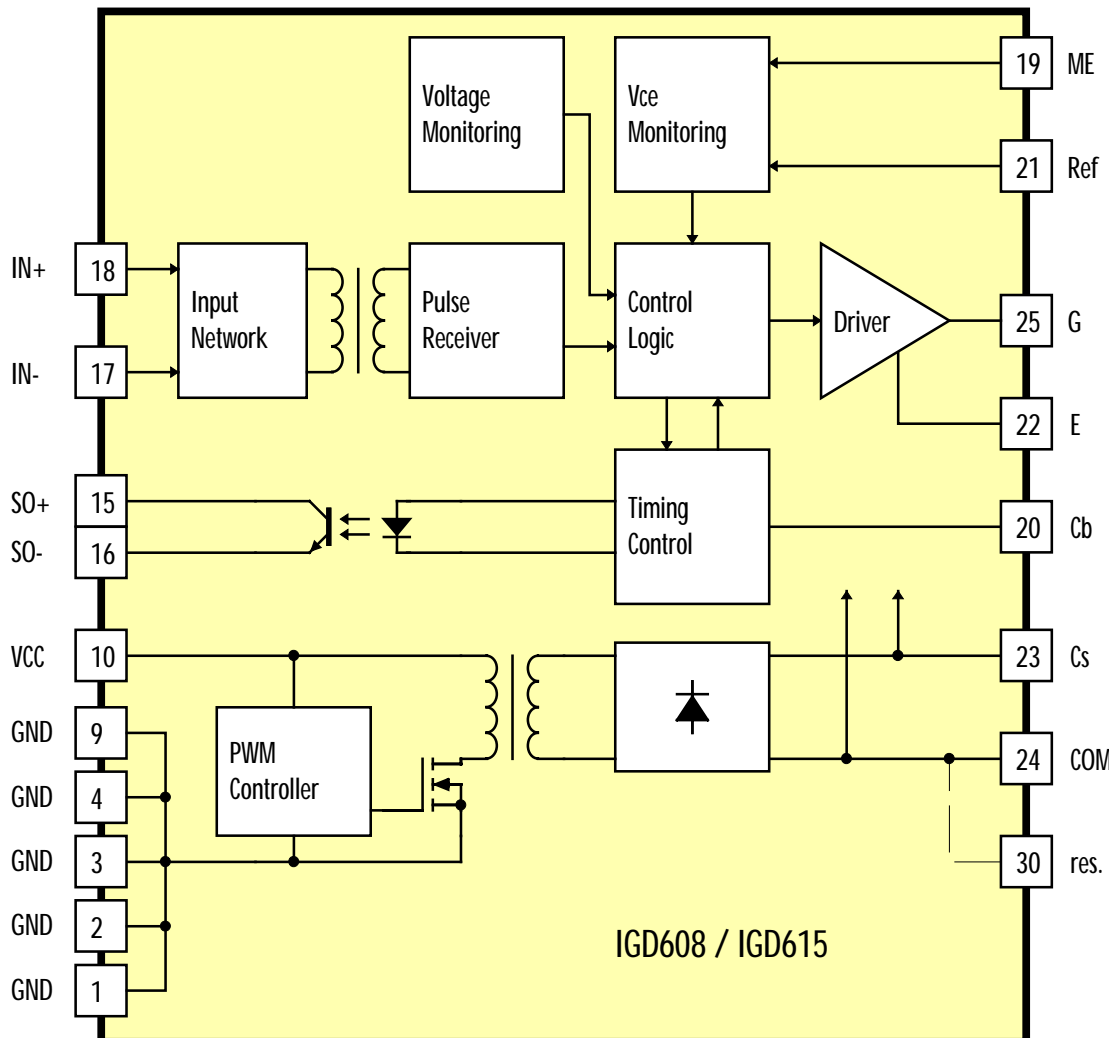 Voltage
Monitoring
Vce
Monitoring
19 ME
21 Ref
IN+ 18
Input
Network
Pulse
Receiver
Control
Logic
Driver
25 G
IN- 17
22 E
SO+ 15
SO- 16
Timing
Control
20 Cb
VCC 10
23 Cs
GND 9
PWM
Controller
24 COM
GND 4
GND 3
30 res.
GND 2
IGD608 / IGD615
GND 1